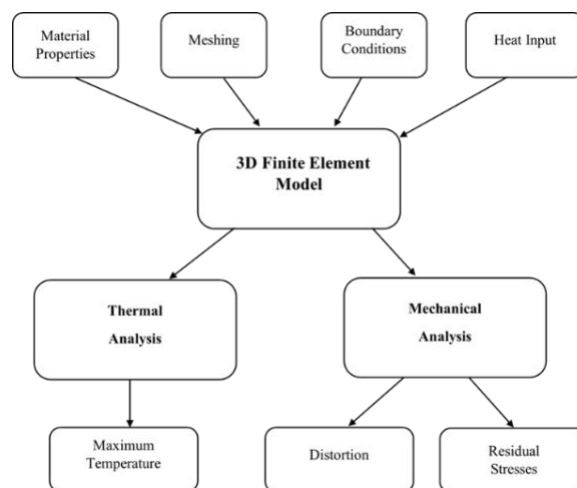 Material
Properties
Meshing
Boundary
Conditions
Heat Input
3D Finite Element
Model
Thermal
Analysis
Mechanical
Analysis
Maximum
Temperature
Distortion
Residual
Stresses